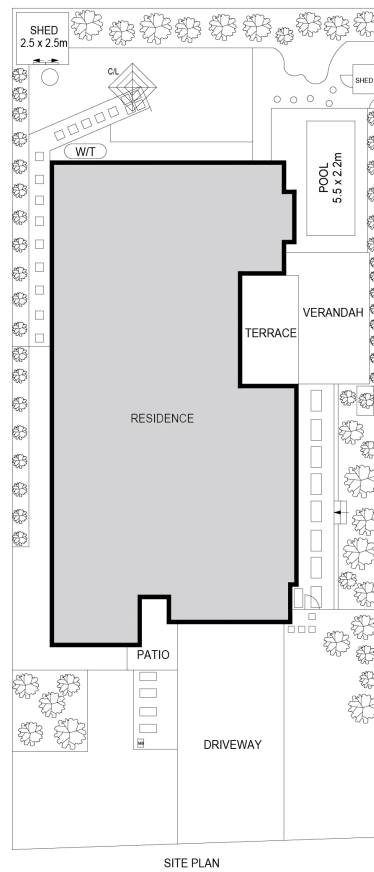 SHED
2.5 x 2.5m
C/L
SHED
W/T
POOL
5.5 x 2.2m
VERANDAH
TERRACE
RESIDENCE
PATIO
DRIVEWAY
SITE PLAN